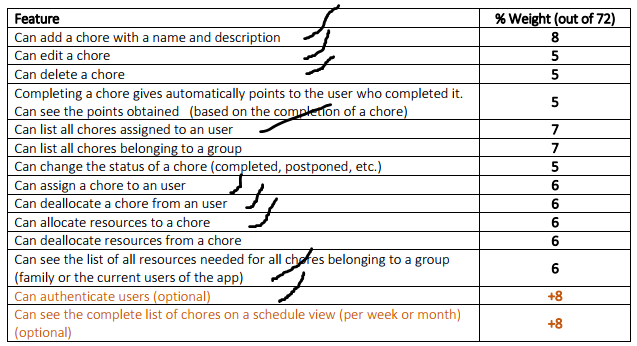 Feature % Weight (out of 72)
Can add a chore with a name and description 8
Can edit a chore 5
Can delete a chore 5
Completing a chore gives automatically points to the user who completed it.
Can see the points obtained (based on the completion of a chore) 5
Can list all chores assigned to an user 7
Can list all chores belonging to a group 7
Can change the status of a chore (completed, postponed, etc.) 5
Can assign a chore to an user 6
Can deallocate a chore from an user 6
Can allocate resources to a chore 6
Can deallocate resources from a chore 6
Can see the list of all resources needed for all chores belonging to a group
(family or the current users of the app) 6
Can authenticate users (optional) +8
Can see the complete list of chores on a schedule view (per week or month)
(optional) +8